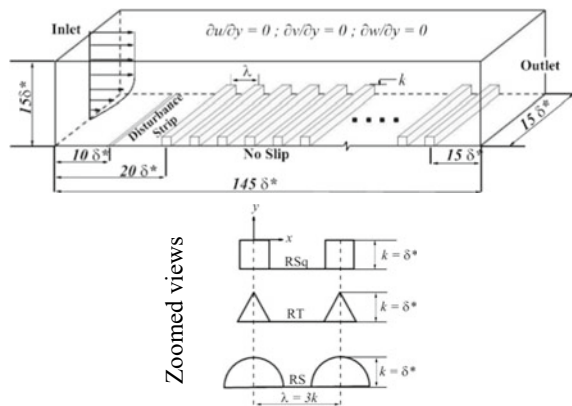 Inlet
∂u/∂y = 0 ; ∂v/∂y = 0 ; ∂w/∂y = 0
Outlet
λ
k
15δ*
Disturbance
Strip
No Slip
15 δ*
15 δ*
10 δ*
20 δ*
145 δ*
Zoomed views
y
x
RSq
k = δ*
RT
k = δ*
RS
k = δ*
λ = 3k